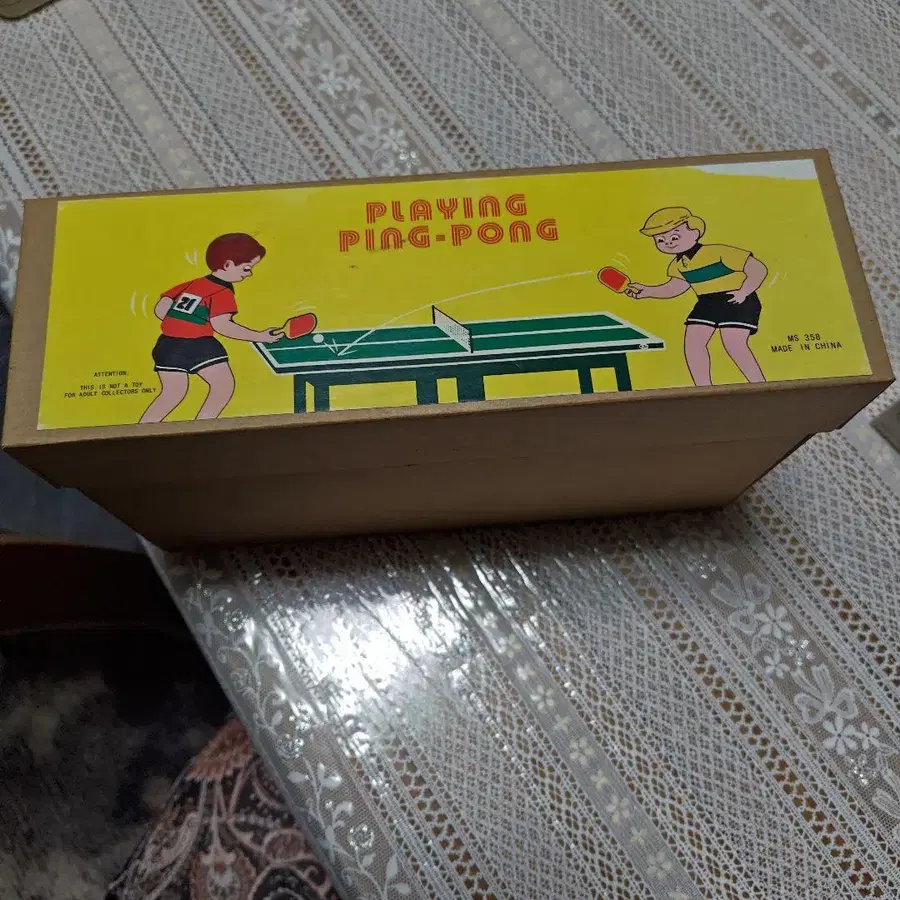 PLAYING
PING-PONG
21
ATTENTION:
THIS IS NOT A TOY
FOR ADULT COLLECTORS ONLY
MS 358
MADE IN CHINA